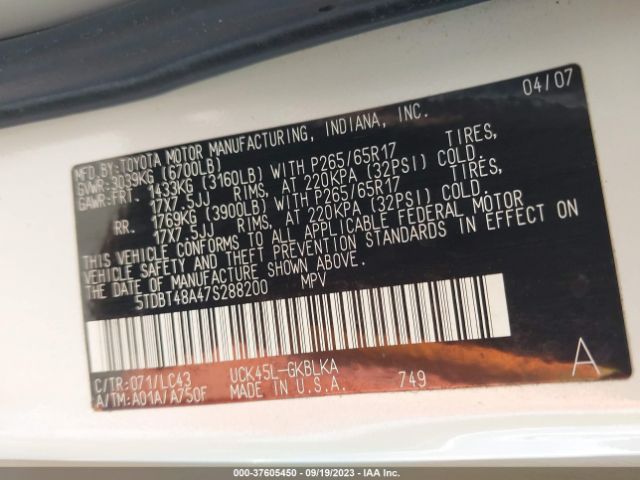 04/07
MFD.BY:TOYOTA MOTOR MANUFACTURING, INDIANA, INC.
GVWR:3039KG (6700LB)
GAWR:FRT. 1433KG (3160LB) WITH P265/65R17 TIRES,
17X7.5JJ RIMS, AT 220KPA (32PSI) COLD.
RR. 1769KG (3900LB) WITH P265/65R17 TIRES,
17X7.5JJ RIMS, AT 220KPA (32PSI) COLD.
THIS VEHICLE CONFORMS TO ALL APPLICABLE FEDERAL MOTOR
VEHICLE SAFETY AND THEFT PREVENTION STANDARDS IN EFFECT ON
THE DATE OF MANUFACTURE SHOWN ABOVE.
5TDBT48A47S288200 MPV
C/TR:071/LC43 UCK45L-GKBLKA A
A/TM:A01A/A750F MADE IN U.S.A. 749
000-37605450 - 09/19/2023 - IAAI.COM